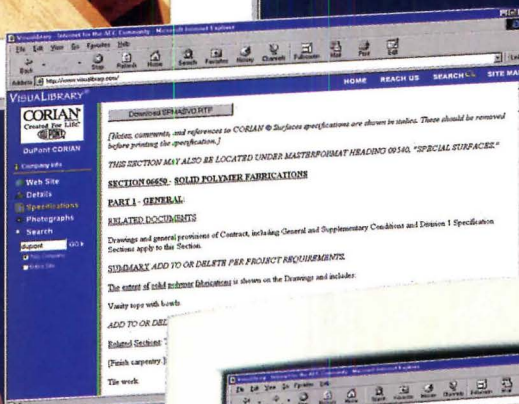 VisuaLibrary - Internet for the AEC Community - Microsoft Internet Explorer
File Edit View Go Favorites Help
Back Stop Refresh Home Search Favorites History Channels Fullscreen Mail Print Edit
Address http://www.visualibrary.com/
HOME REACH US SEARCH SITE MA
VISUALIBRARY
CORIAN
Created For Life
DUPONT
DuPont CORIAN
Company Info
Web Site
Details
Specifications
Photographs
Search
dupont GO
Download SPMASVO.RTF
[Notes, comments, and references to CORIAN ® Surfaces specifications are shown in italics. These should be removed
before printing the specification.]
THIS SECTION MAY ALSO BE LOCATED UNDER MASTERFORMAT HEADING 09540, "SPECIAL SURFACES."
SECTION 06650 - SOLID POLYMER FABRICATIONS
PART 1 - GENERAL:
RELATED DOCUMENTS
Drawings and general provisions of Contract, including General and Supplementary Conditions and Division 1 Specification
Sections apply to this Section.
SUMMARY ADD TO OR DELETE PER PROJECT REQUIREMENTS.
The extent of solid polymer fabrications is shown on the Drawings and includes:
Vanity tops with bowls.
ADD TO OR DEL
Related Sections:
[Finish carpentry.]
Tile work.